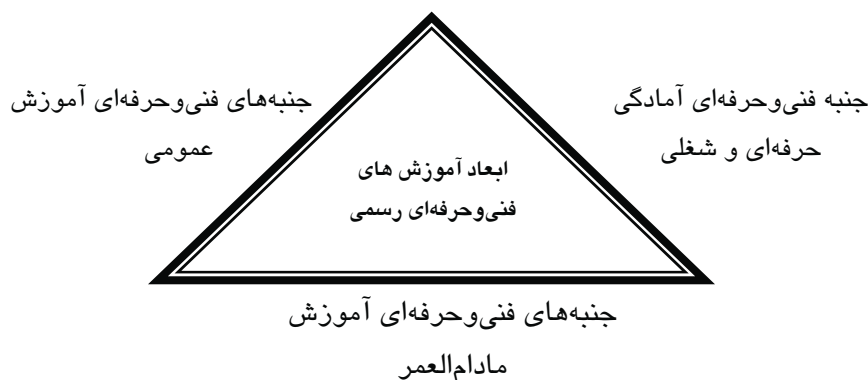 جنبه فنی‌وحرفه‌ای آمادگی
حرفه‌ای و شغلی
جنبه‌های فنی‌وحرفه‌ای آموزش
عمومی
ابعاد آموزش های
فنی‌وحرفه‌ای رسمی
جنبه‌های فنی‌وحرفه‌ای آموزش
مادام‌العمر